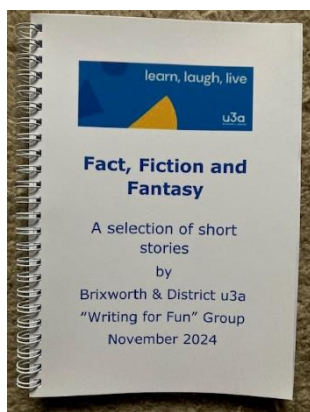 learn, laugh, live
u3a
Fact, Fiction and
Fantasy
A selection of short
stories
by
Brixworth & District u3a
“Writing for Fun” Group
November 2024